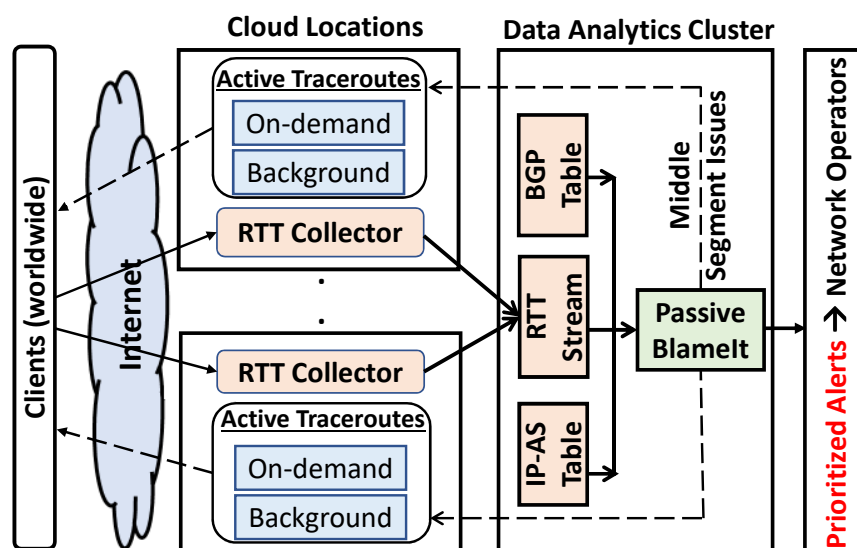 Cloud Locations
Data Analytics Cluster
Clients (worldwide)
Internet
Active Traceroutes
On-demand
Background
RTT Collector
.
.
RTT Collector
Active Traceroutes
On-demand
Background
BGP
Table
RTT
Stream
IP-AS
Table
Middle
Segment Issues
Passive
BlameIt
Prioritized Alerts → Network Operators